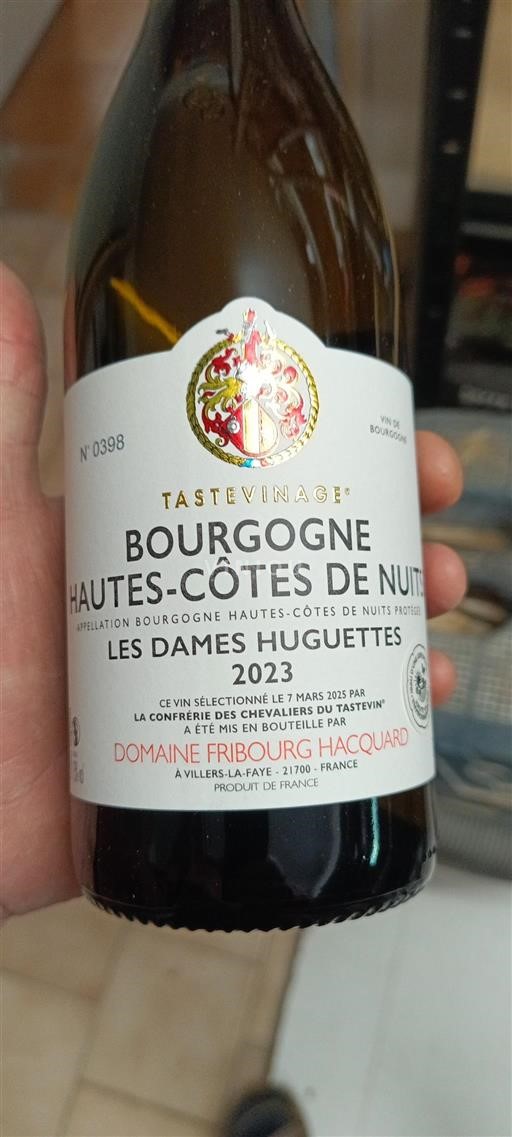 N° 0398
VIN DE
BOURGOGNE
TASTEVINAGE®
BOURGOGNE
HAUTES-CÔTES DE NUITS
APPELLATION BOURGOGNE HAUTES-CÔTES DE NUITS PROTÉGÉE
LES DAMES HUGUETTES
2023
CE VIN SÉLECTIONNÉ LE 7 MARS 2025 PAR
LA CONFRÉRIE DES CHEVALIERS DU TASTEVIN®
A ÉTÉ MIS EN BOUTEILLE PAR
DOMAINE FRIBOURG HACQUARD
À VILLERS-LA-FAYE - 21700 - FRANCE
PRODUIT DE FRANCE